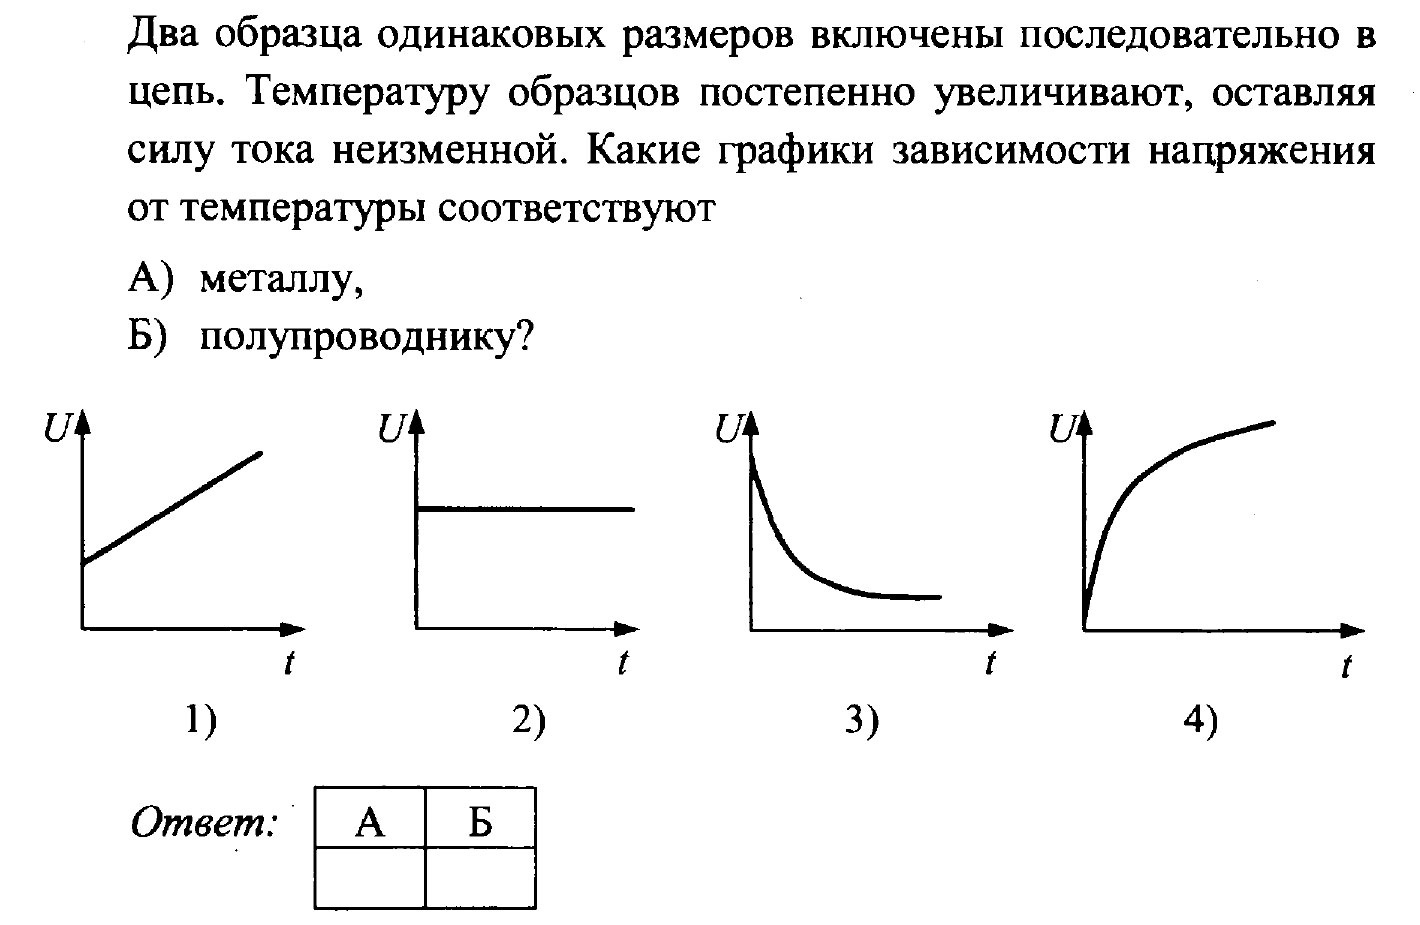 Два образца одинаковых размеров включены последовательно в
цепь. Температуру образцов постепенно увеличивают, оставляя
силу тока неизменной. Какие графики зависимости напряжения
от температуры соответствуют
А) металлу,
Б) полупроводнику?
U U U U
t t t t
1) 2) 3) 4)
Ответ: А Б